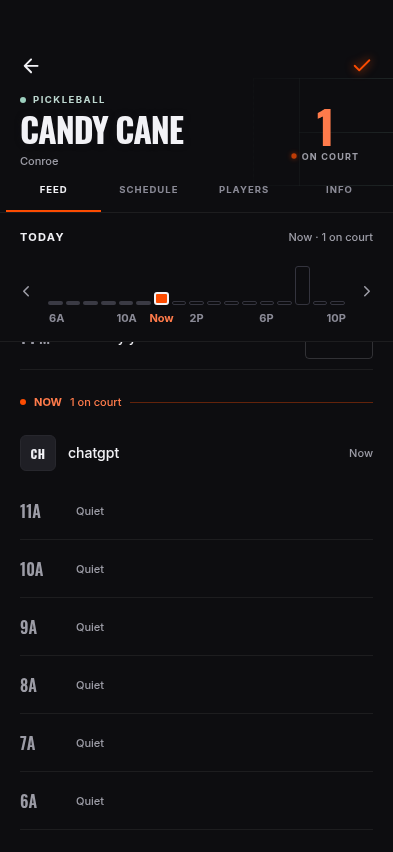 PICKLEBALL
CANDY CANE
Conroe
1
ON COURT
FEED SCHEDULE PLAYERS INFO
TODAY Now · 1 on court
6A 10A Now 2P 6P 10P
NOW 1 on court
CH chatgpt Now
11A Quiet
10A Quiet
9A Quiet
8A Quiet
7A Quiet
6A Quiet